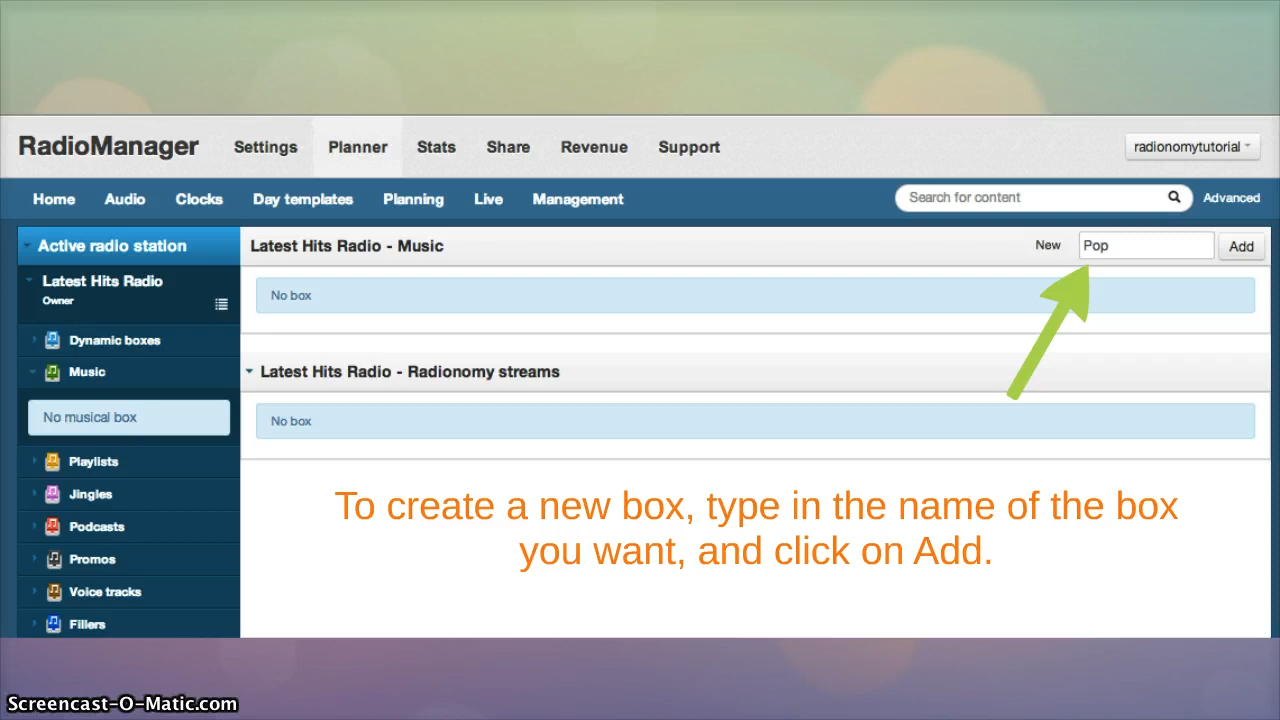 RadioManager Settings Planner Stats Share Revenue Support radionomytutorial
Home Audio Clocks Day templates Planning Live Management Search for content Advanced
Active radio station
Latest Hits Radio
Owner
Dynamic boxes
Music
No musical box
Playlists
Jingles
Podcasts
Promos
Voice tracks
Fillers
Latest Hits Radio - Music New Pop Add
No box
Latest Hits Radio - Radionomy streams
No box
To create a new box, type in the name of the box
you want, and click on Add.
Screencast-O-Matic.com